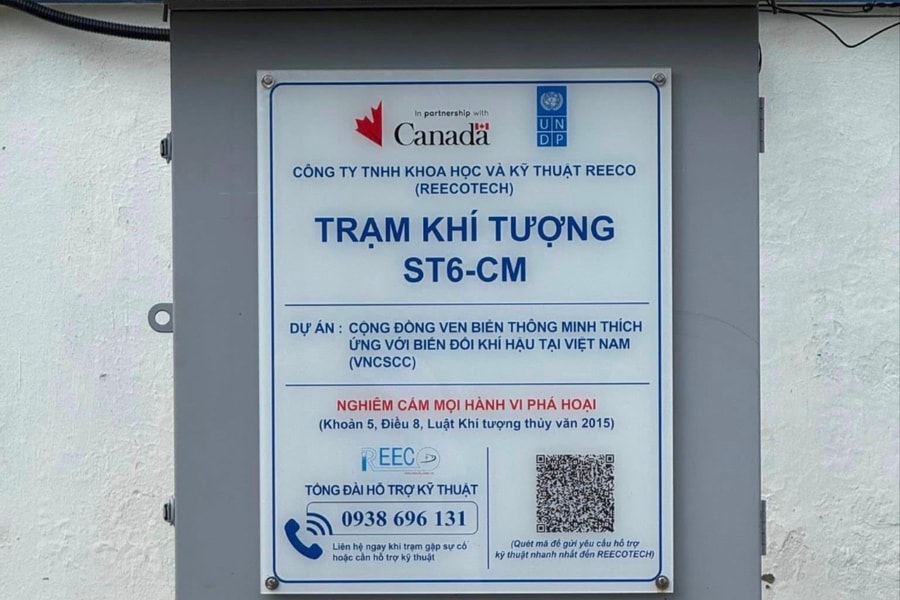 In partnership with
Canada
UN
DP
CÔNG TY TNHH KHOA HỌC VÀ KỸ THUẬT REECO
(REECOTECH)
TRẠM KHÍ TƯỢNG
ST6-CM
DỰ ÁN : CỘNG ĐỒNG VEN BIỂN THÔNG MINH THÍCH
ỨNG VỚI BIẾN ĐỔI KHÍ HẬU TẠI VIỆT NAM
(VNCSCC)
NGHIÊM CẤM MỌI HÀNH VI PHÁ HOẠI
(Khoản 5, Điều 8, Luật Khí tượng thủy văn 2015)
REECO
TỔNG ĐÀI HỖ TRỢ KỸ THUẬT
0938 696 131
Liên hệ ngay khi trạm gặp sự cố
hoặc cần hỗ trợ kỹ thuật
(Quét mã để gửi yêu cầu hỗ trợ
kỹ thuật nhanh nhất đến REECOTECH)